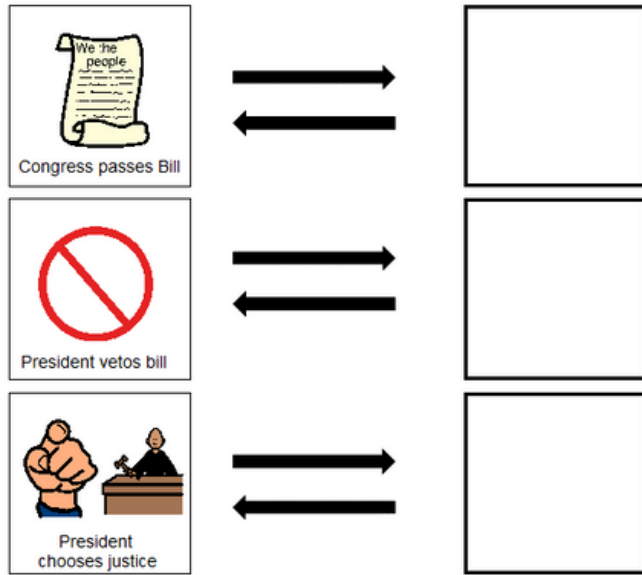 We the
people
Congress passes Bill
President vetos bill
President
chooses justice